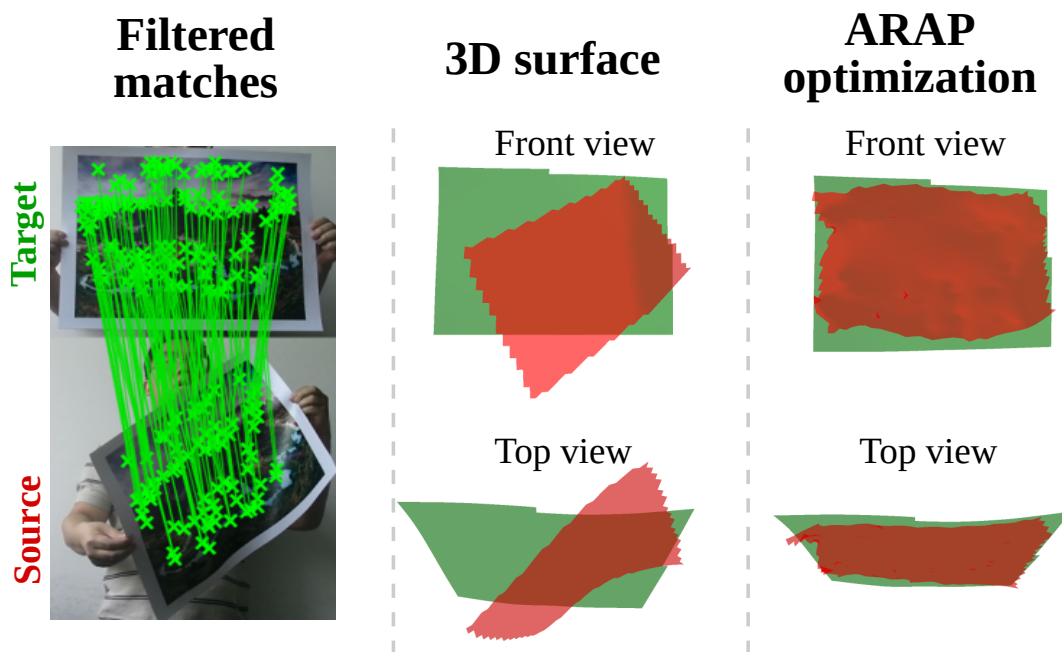 Filtered
matches
3D surface
ARAP
optimization
Front view
Front view
Target
Top view
Top view
Source